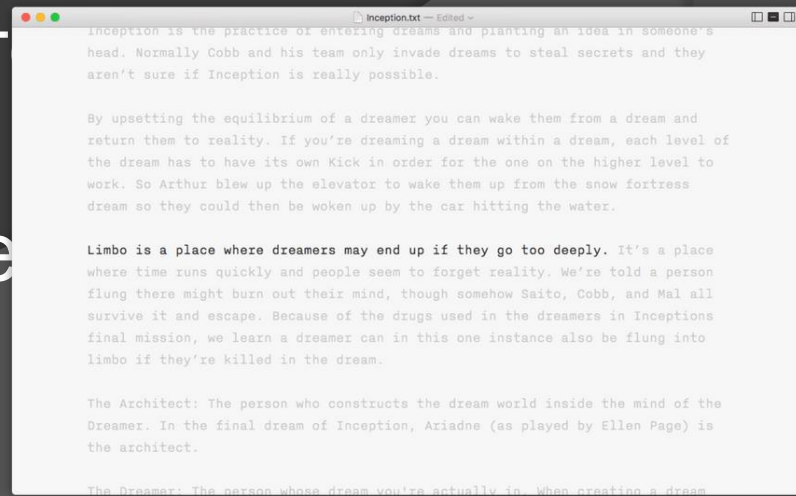 Inception.txt — Edited
Inception is the practice of entering dreams and planting an idea in someone's
head. Normally Cobb and his team only invade dreams to steal secrets and they
aren't sure if Inception is really possible.
By upsetting the equilibrium of a dreamer you can wake them from a dream and
return them to reality. If you're dreaming a dream within a dream, each level of
the dream has to have its own Kick in order for the one on the higher level to
work. So Arthur blew up the elevator to wake them up from the snow fortress
dream so they could then be woken up by the car hitting the water.
Limbo is a place where dreamers may end up if they go too deeply. It's a place
where time runs quickly and people seem to forget reality. We're told a person
flung there might burn out their mind, though somehow Saito, Cobb, and Mal all
survive it and escape. Because of the drugs used in the dreamers in Inceptions
final mission, we learn a dreamer can in this one instance also be flung into
limbo if they're killed in the dream.
The Architect: The person who constructs the dream world inside the mind of the
Dreamer. In the final dream of Inception, Ariadne (as played by Ellen Page) is
the architect.
The Dreamer: The person whose dream you're actually in. When creating a dream